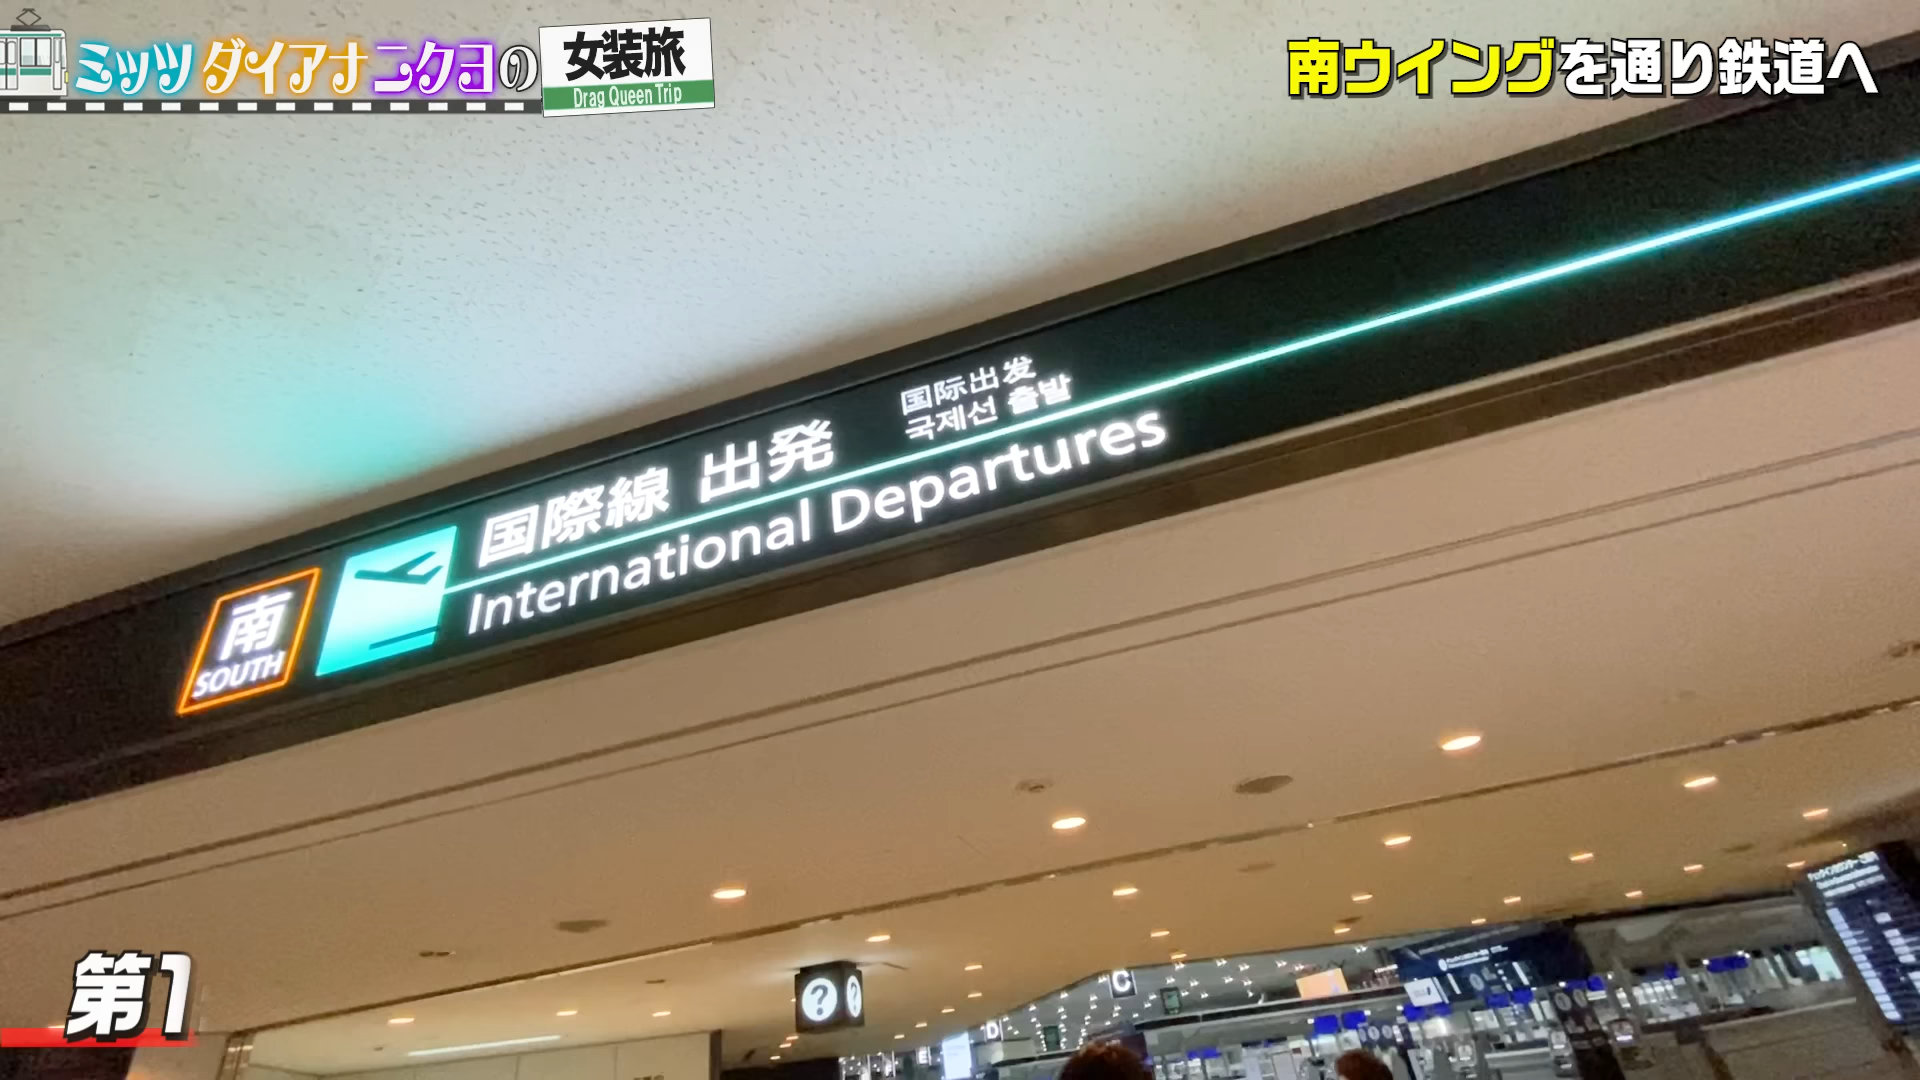 ミッツ ダイアナ ニクヨの
女装旅
Drag Queen Trip
南ウイングを通り鉄道へ
国际出发
국제선 출발
国際線 出発
International Departures
南
SOUTH
?
?
C
D
第1